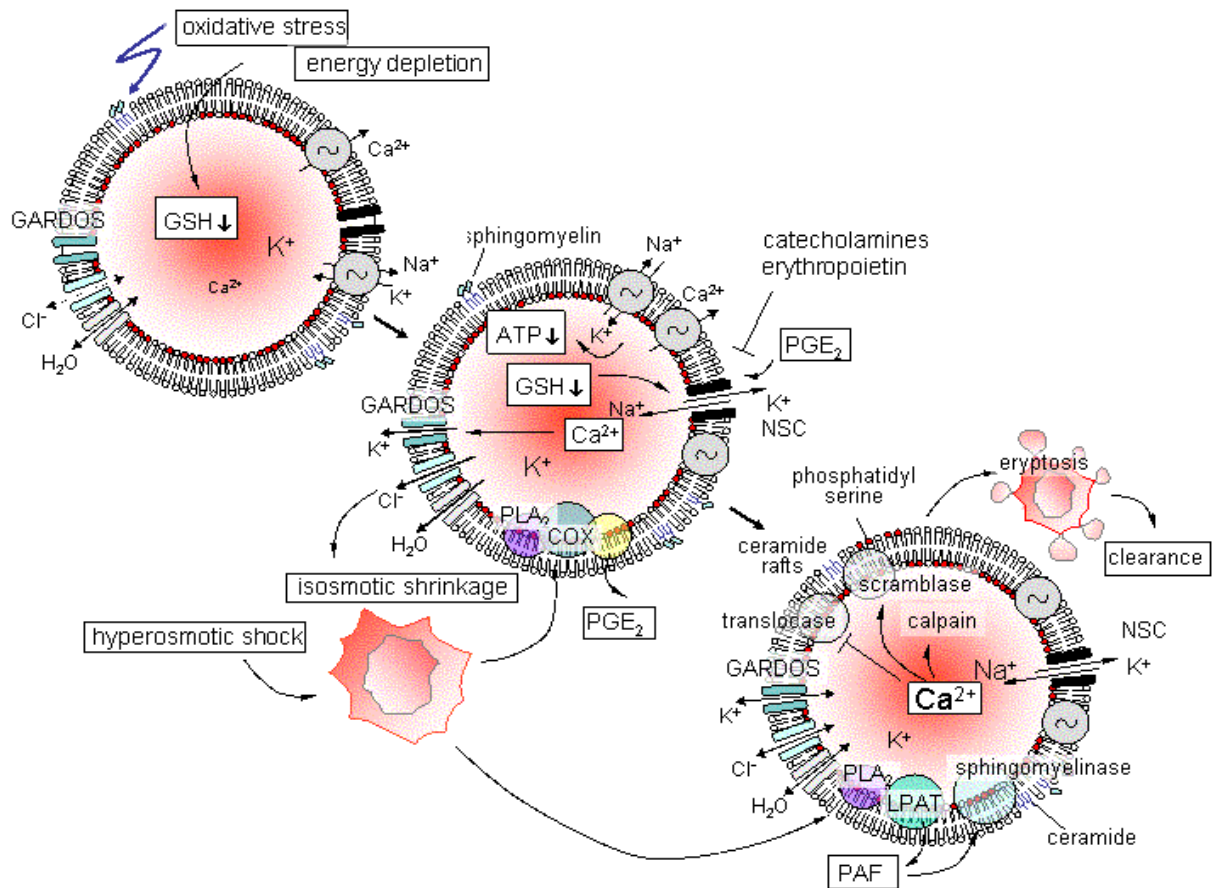 oxidative stress
energy depletion
Ca²⁺
GARDOS
GSH ↓
K⁺
Ca²⁺
Na⁺
K⁺
Cl⁻
H₂O
sphingomyelin
Na⁺
catecholamines
erythropoietin
Ca²⁺
ATP ↓
K⁺
PGE₂
GSH ↓
GARDOS
Na⁺
K⁺
NSC
Ca²⁺
K⁺
K⁺
Cl⁻
PLA₂
COX
H₂O
isosmotic shrinkage
PGE₂
hyperosmotic shock
phosphatidyl
serine
eryptosis
ceramide
rafts
clearance
scramblase
translocase
calpain
NSC
GARDOS
Na⁺
K⁺
Ca²⁺
K⁺
K⁺
Cl⁻
PLA
sphingomyelinase
H₂O
LPAT
ceramide
PAF